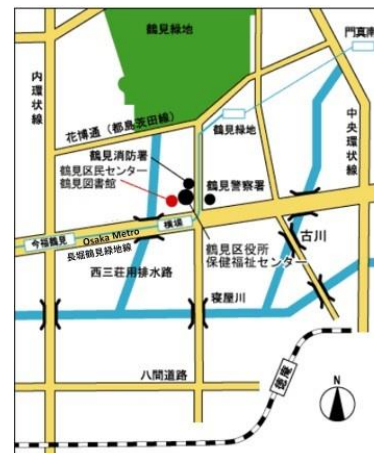 鶴見緑地
門真南
内環状線
花博通（都島茨田線）
中央環状線
鶴見緑地
鶴見消防署
鶴見区民センター
鶴見図書館
鶴見警察署
横堤
今福鶴見
Osaka Metro
長堀鶴見緑地線
鶴見区役所
保健福祉センター
古川
西三荘用排水路
寝屋川
八間道路
徳庵
N